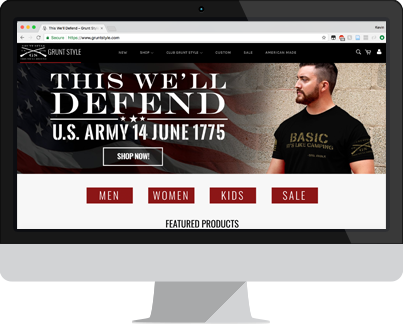 This We'll Defend – Grunt Style
Kevin
Secure https://www.gruntstyle.com
GRUNT STYLE
NEW SHOP CLUB GRUNT STYLE CUSTOM SALE AMERICAN MADE
THIS WE'LL
DEFEND
U.S. ARMY 14 JUNE 1775
SHOP NOW!
BASIC
IT'S LIKE CAMPING
MEN WOMEN KIDS SALE
FEATURED PRODUCTS